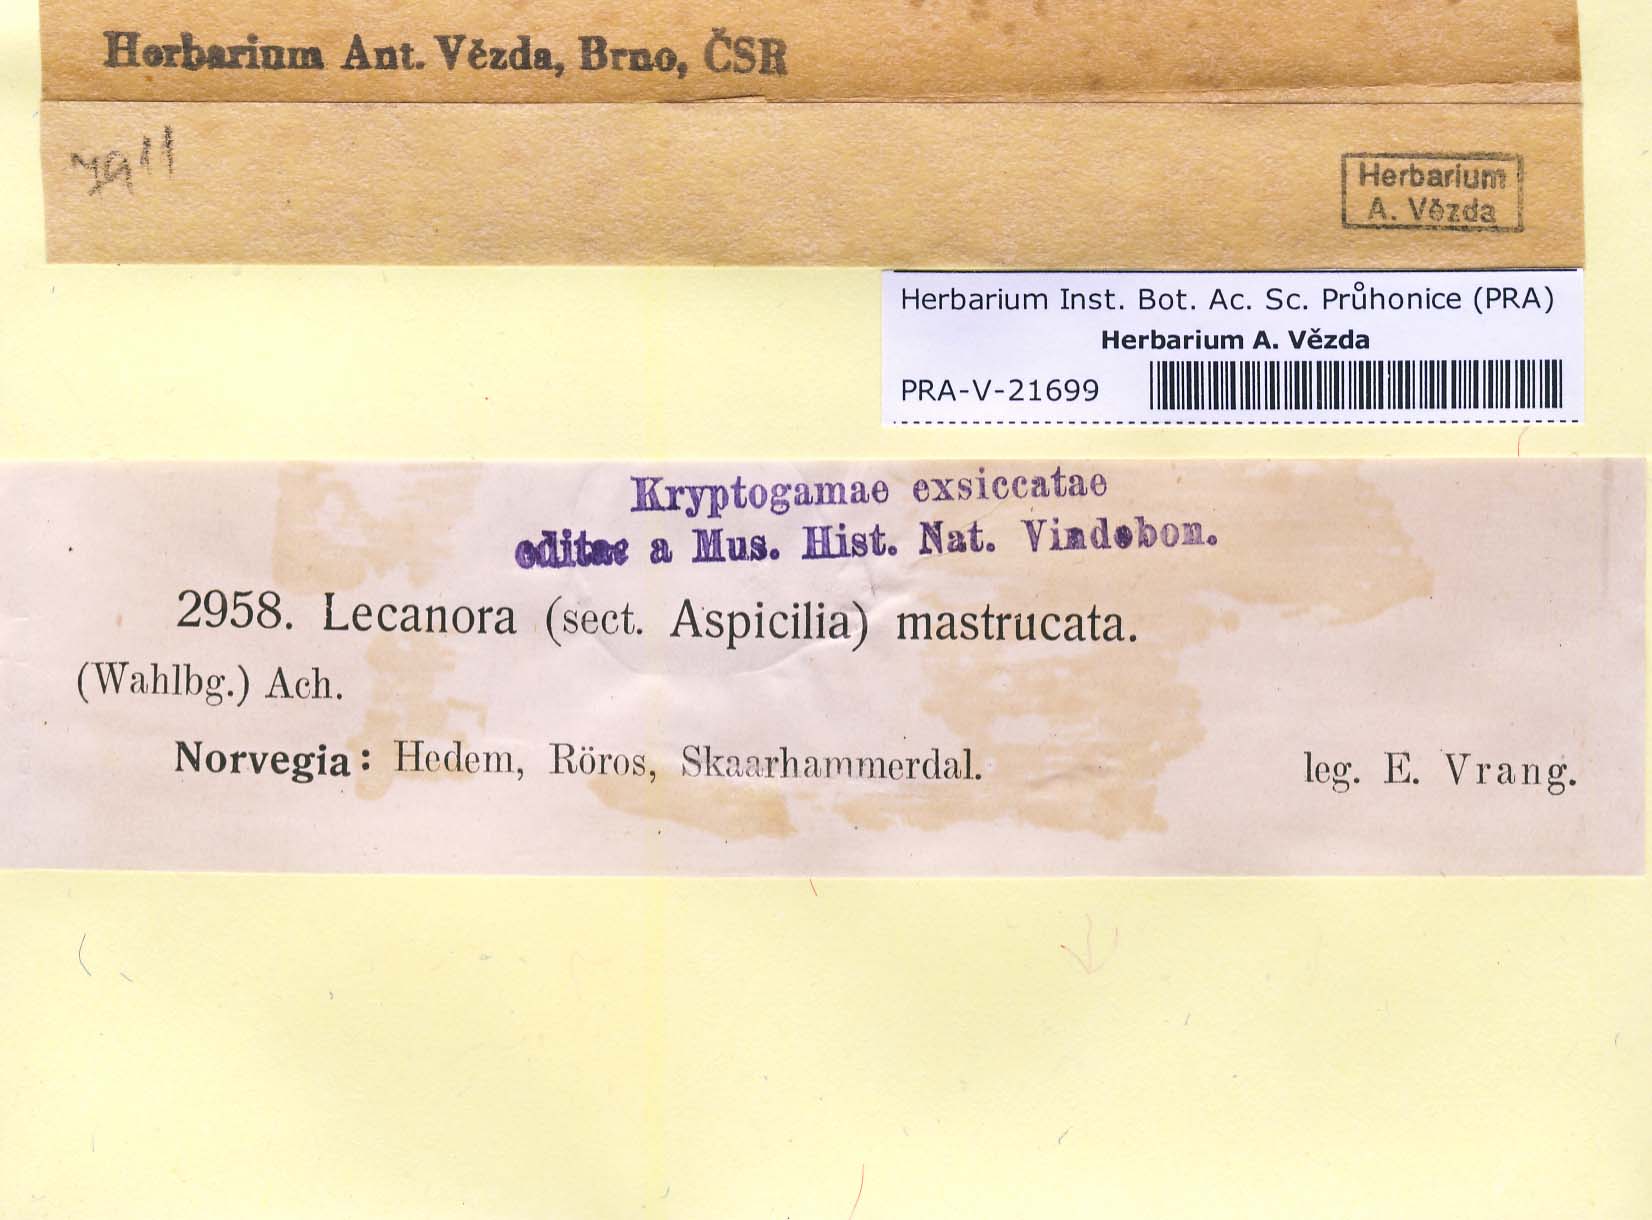 Herbarium Ant. Vězda, Brno, ČSR
Herbarium
A. Vězda
Herbarium Inst. Bot. Ac. Sc. Průhonice (PRA)
Herbarium A. Vězda
PRA-V-21699
Kryptogamae exsiccatae
editae a Mus. Hist. Nat. Vindobon.
2958. Lecanora (sect. Aspicilia) mastrucata.
(Wahlbg.) Ach.
Norvegia: Hedem, Röros, Skaarhammerdal. leg. E. Vrang.